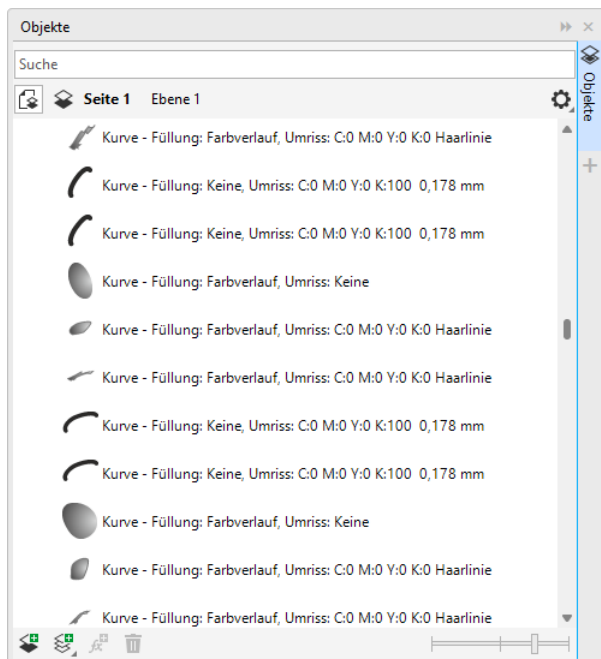 Objekte
Suche
Seite 1 Ebene 1
Kurve - Füllung: Farbverlauf, Umriss: C:0 M:0 Y:0 K:0 Haarlinie
Kurve - Füllung: Keine, Umriss: C:0 M:0 Y:0 K:100 0,178 mm
Kurve - Füllung: Keine, Umriss: C:0 M:0 Y:0 K:100 0,178 mm
Kurve - Füllung: Farbverlauf, Umriss: Keine
Kurve - Füllung: Farbverlauf, Umriss: C:0 M:0 Y:0 K:0 Haarlinie
Kurve - Füllung: Farbverlauf, Umriss: C:0 M:0 Y:0 K:0 Haarlinie
Kurve - Füllung: Keine, Umriss: C:0 M:0 Y:0 K:100 0,178 mm
Kurve - Füllung: Keine, Umriss: C:0 M:0 Y:0 K:100 0,178 mm
Kurve - Füllung: Farbverlauf, Umriss: Keine
Kurve - Füllung: Farbverlauf, Umriss: C:0 M:0 Y:0 K:0 Haarlinie
Kurve - Füllung: Farbverlauf, Umriss: C:0 M:0 Y:0 K:0 Haarlinie
fx
Objekte